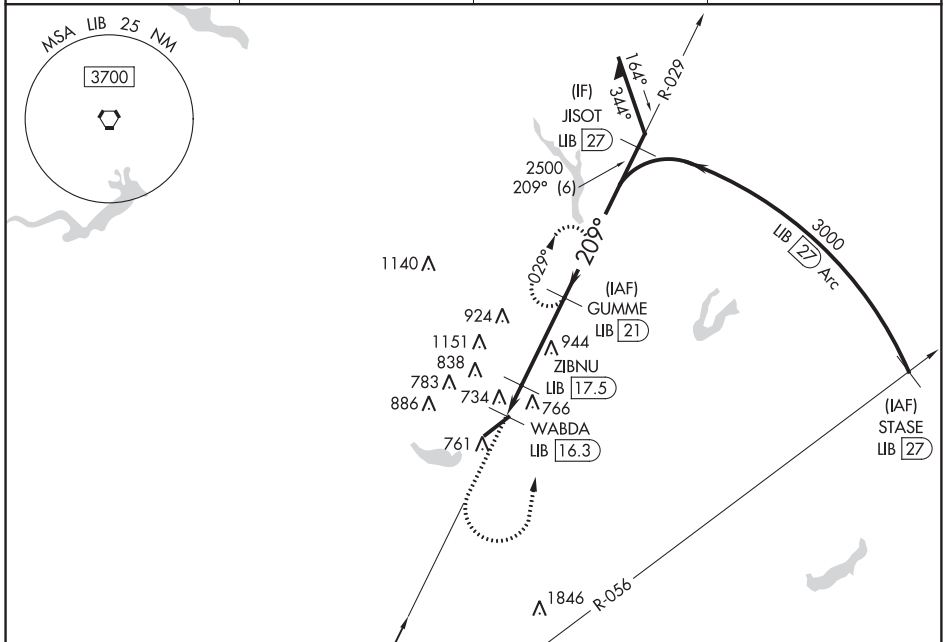 MSA LIB 25 NM
3700
164°
344°
R-029
(IF)
JISOT
LIB 27
2500
209° (6)
209°
029°
3000
LIB 27 Arc
1140
(IAF)
GUMME
LIB 21
924
1151
944
838
ZIBNU
LIB 17.5
783
734
766
886
WABDA
LIB 16.3
761
(IAF)
STASE
LIB 27
1846
R-056